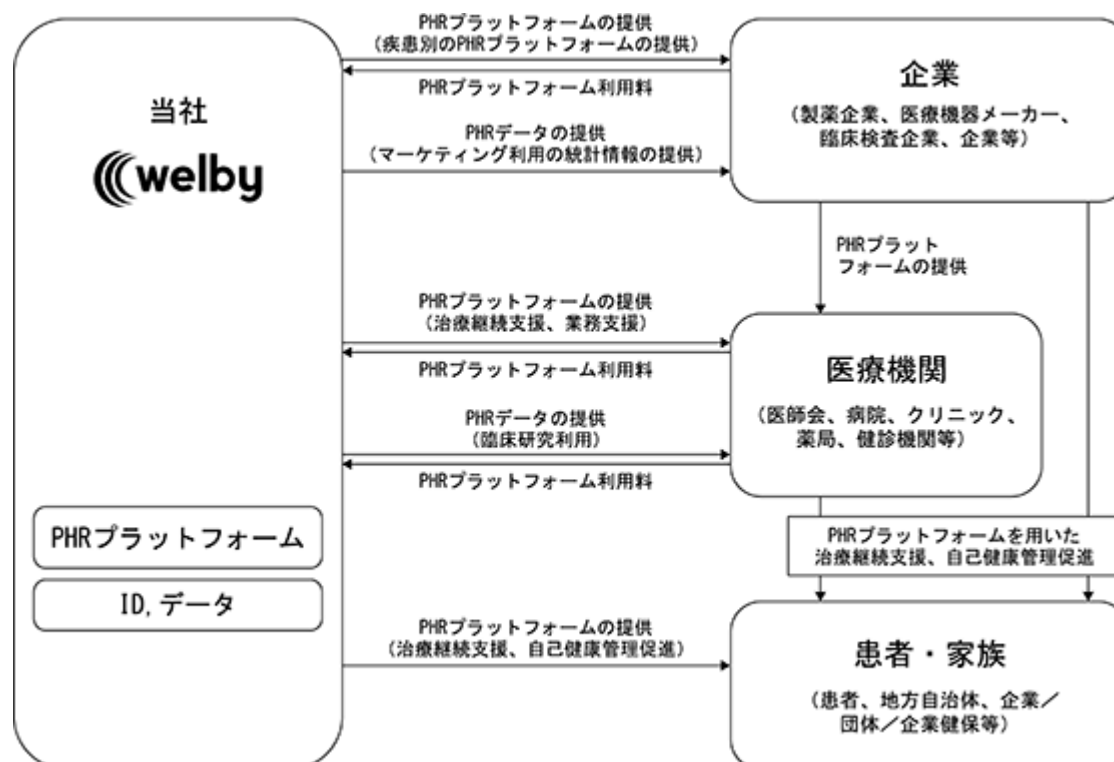 当社
welby
PHRプラットフォーム
ID,データ
PHRプラットフォームの提供
(疾患別のPHRプラットフォームの提供)
PHRプラットフォーム利用料
PHRデータの提供
(マーケティング利用の統計情報の提供)
企業
(製薬企業、医療機器メーカー、
臨床検査企業、企業等)
PHRプラット
フォームの提供
PHRプラットフォームの提供
(治療継続支援、業務支援)
PHRプラットフォーム利用料
PHRデータの提供
(臨床研究利用)
PHRプラットフォーム利用料
医療機関
(医師会、病院、クリニック、
薬局、健診機関等)
PHRプラットフォームを用いた
治療継続支援、自己健康管理促進
PHRプラットフォームの提供
(治療継続支援、自己健康管理促進)
患者・家族
(患者、地方自治体、企業/
団体/企業健保等)